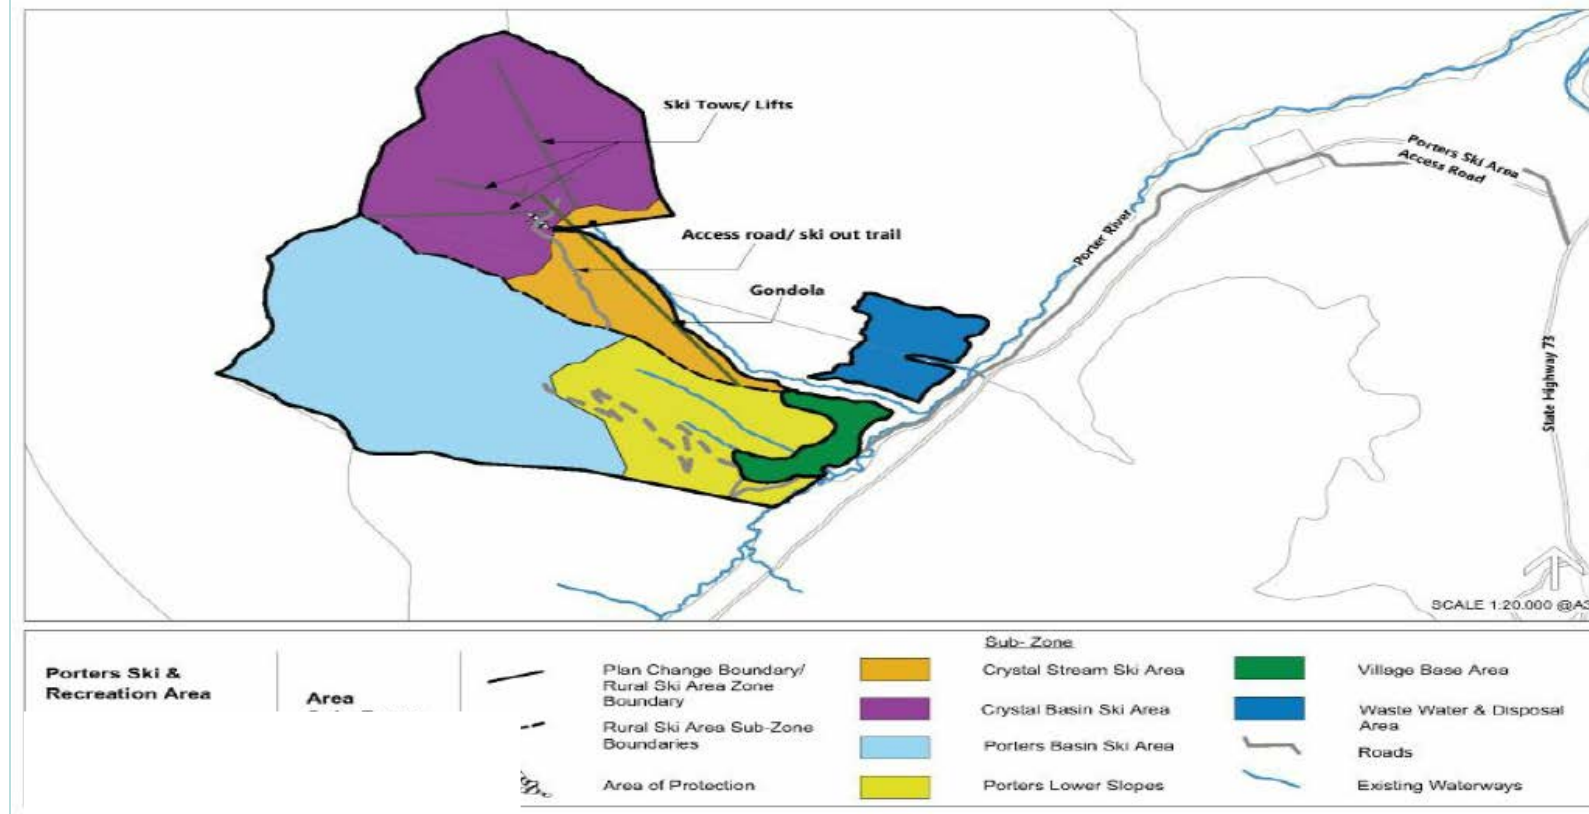 Ski Tows/ Lifts
Access road/ ski out trail
Gondola
Porter River
Porters Ski Area
Access Road
State Highway 73
SCALE 1:20.000 @A3
Porters Ski &
Recreation Area
Area
Plan Change Boundary/
Rural Ski Area Zone
Boundary
Rural Ski Area Sub-Zone
Boundaries
Area of Protection
Sub- Zone
Crystal Stream Ski Area
Crystal Basin Ski Area
Porters Basin Ski Area
Porters Lower Slopes
Village Base Area
Waste Water & Disposal
Area
Roads
Existing Waterways